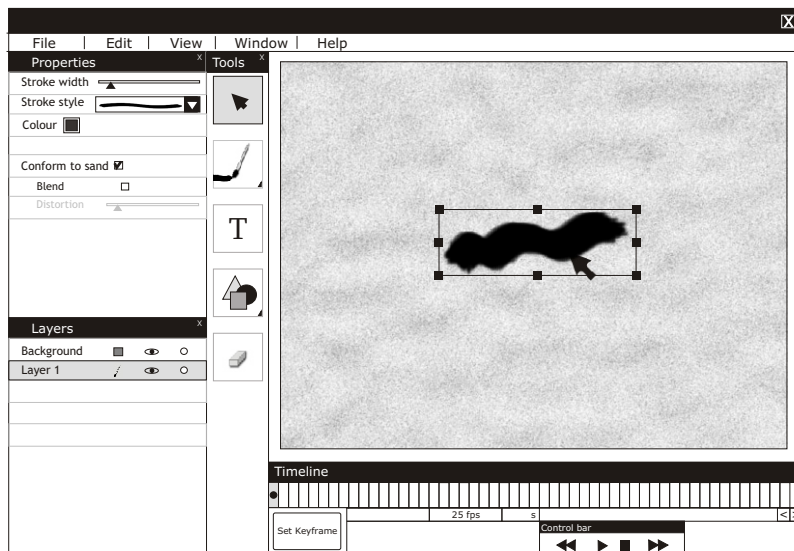 X
File | Edit | View | Window | Help
Properties x
Tools x
Stroke width
Stroke style
Colour
Conform to sand
Blend
Distortion
T
Layers x
Background
Layer 1
Timeline
25 fps s <
Set Keyframe
Control bar